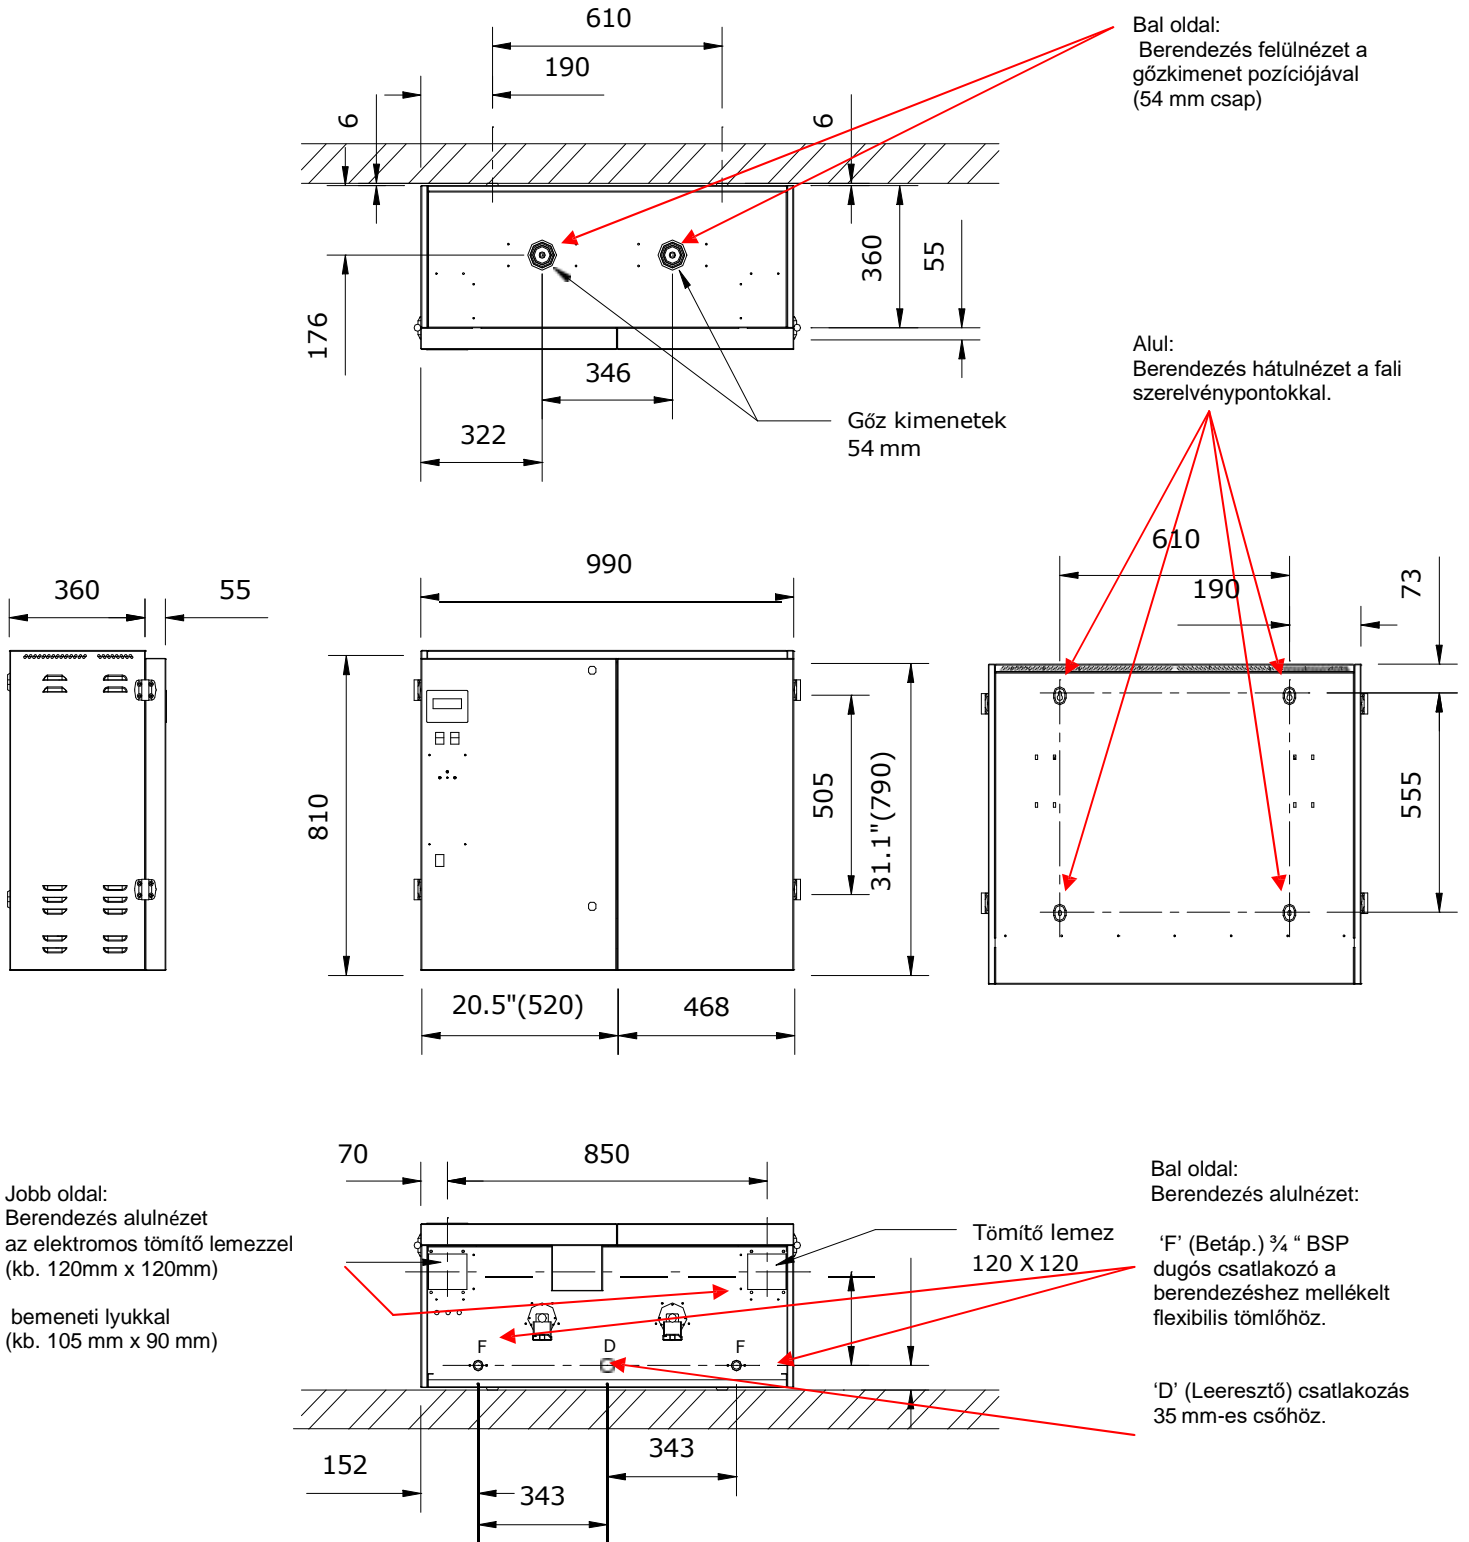 610
190
6
6
Bal oldal:
Berendezés felülnézet a
gőzkimenet pozíciójával
(54 mm csap)
360
55
176
346
322
Gőz kimenetek
54 mm
Alul:
Berendezés hátulnézet a fali
szerelvénypontokkal.
610
190
73
555
360
55
990
810
505
31.1"(790)
20.5"(520)
468
70
850
Jobb oldal:
Berendezés alulnézet
az elektromos tömítő lemezzel
(kb. 120mm x 120mm)
bemeneti lyukkal
(kb. 105 mm x 90 mm)
Tömítő lemez
120 X 120
F
D
F
152
343
343
Bal oldal:
Berendezés alulnézet:
‘F’ (Betáp.) ¾ “ BSP
dugós csatlakozó a
berendezéshez mellékelt
flexibilis tömlőhöz.
‘D’ (Leeresztő) csatlakozás
35 mm-es csőhöz.